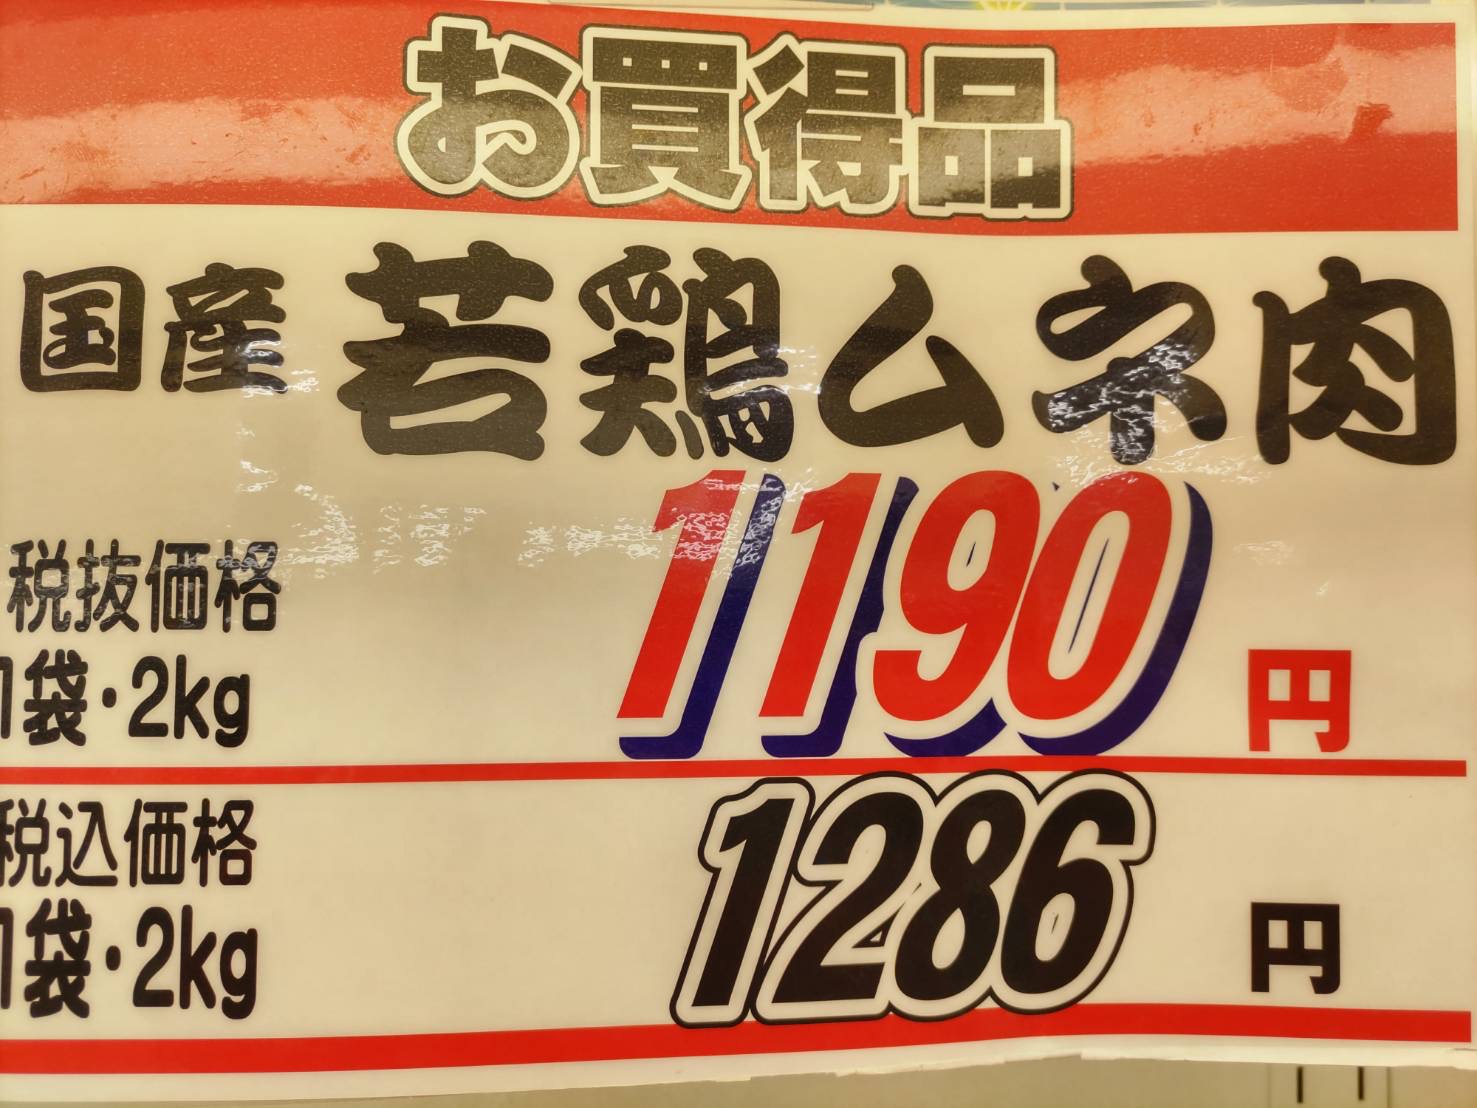 お買得品
国産 若鶏ムネ肉
税抜価格
1袋・2kg 1190 円
税込価格
1袋・2kg 1286 円